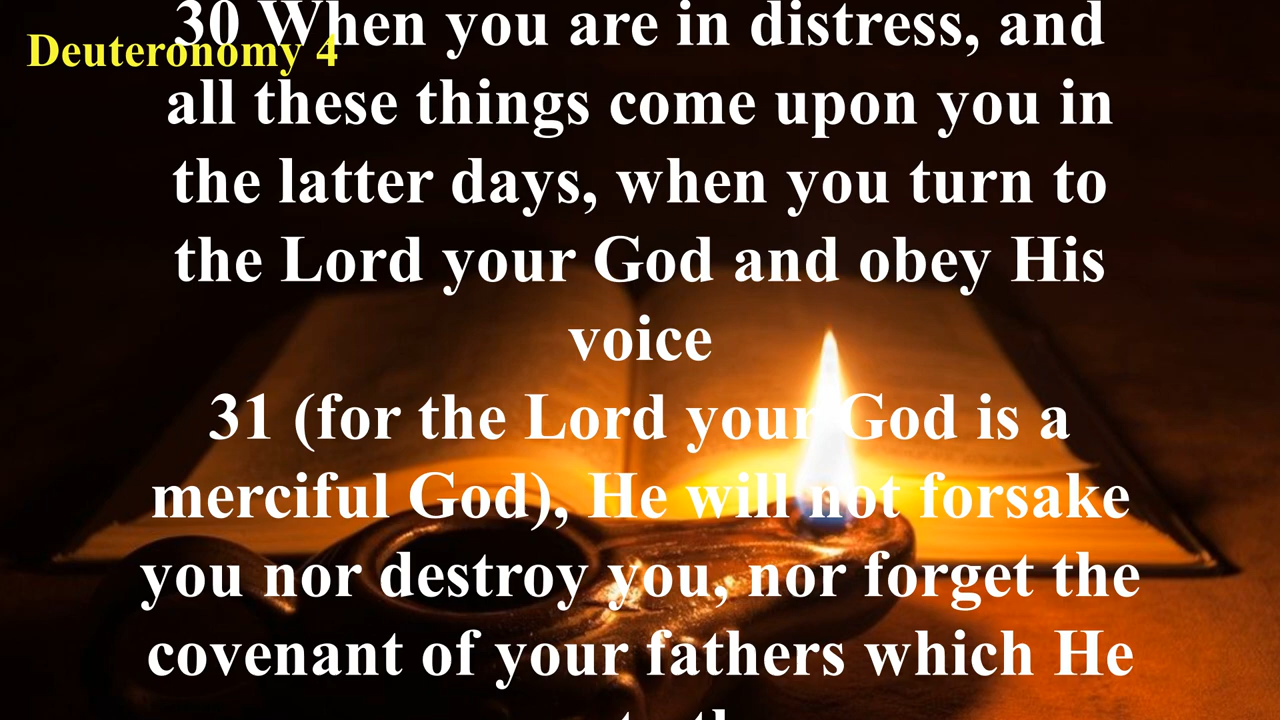 Deuteronomy 4
30 When you are in distress, and
all these things come upon you in
the latter days, when you turn to
the Lord your God and obey His
voice
31 (for the Lord your God is a
merciful God), He will not forsake
you nor destroy you, nor forget the
covenant of your fathers which He